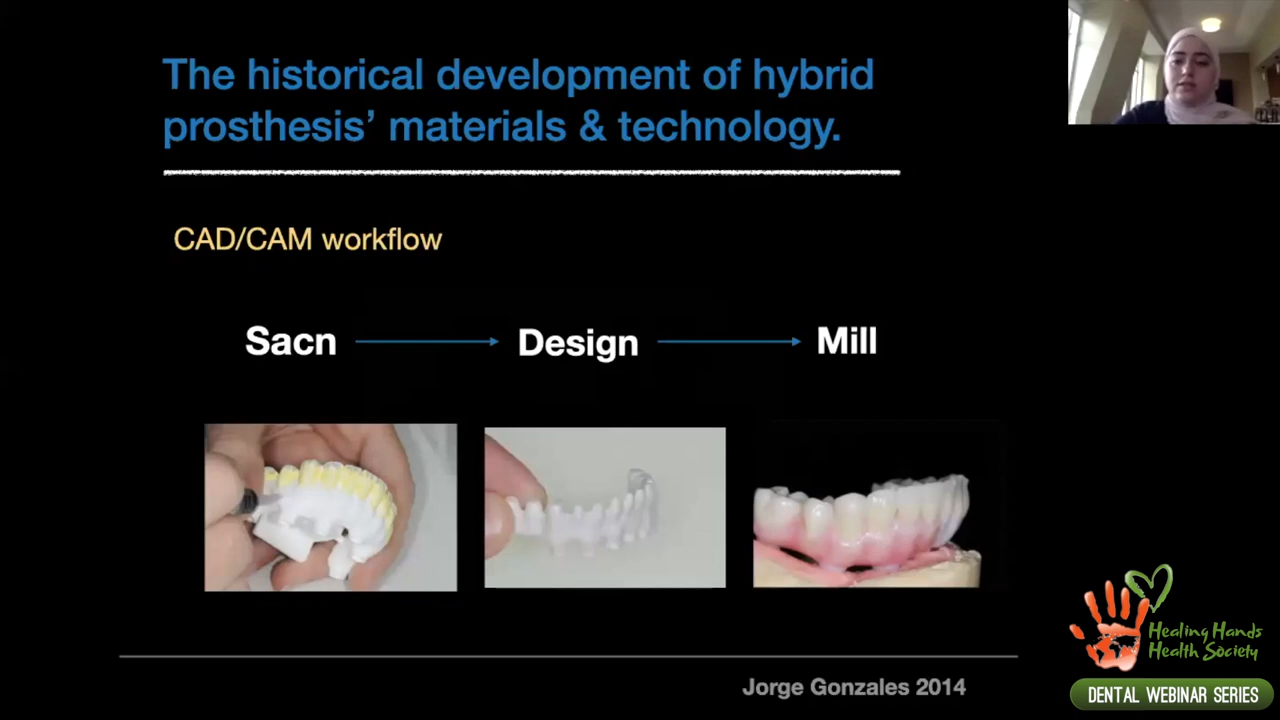 The historical development of hybrid
prosthesis’ materials & technology.
CAD/CAM workflow
Sacn
Design
Mill
Jorge Gonzales 2014
Healing Hands
Health Society
DENTAL WEBINAR SERIES